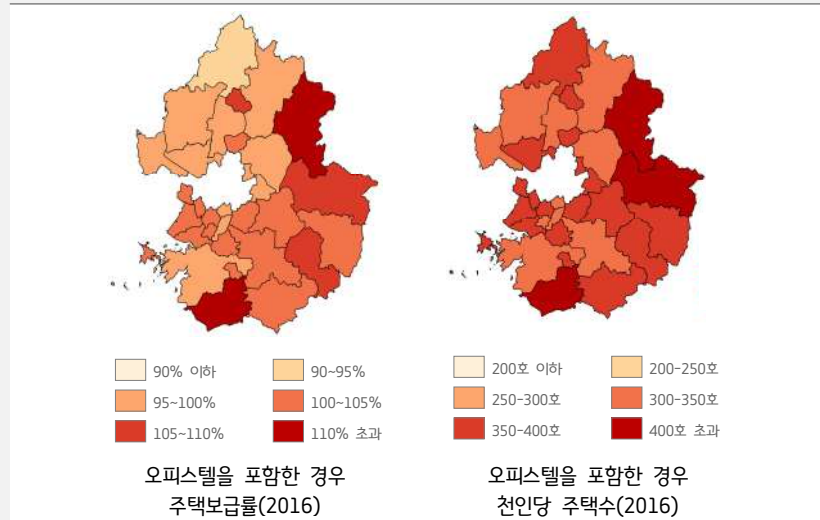 90% 이하
90~95%
95~100%
100~105%
105~110%
110% 초과
오피스텔을 포함한 경우
주택보급률(2016)
200호 이하
200-250호
250-300호
300-350호
350-400호
400호 초과
오피스텔을 포함한 경우
천인당 주택수(2016)